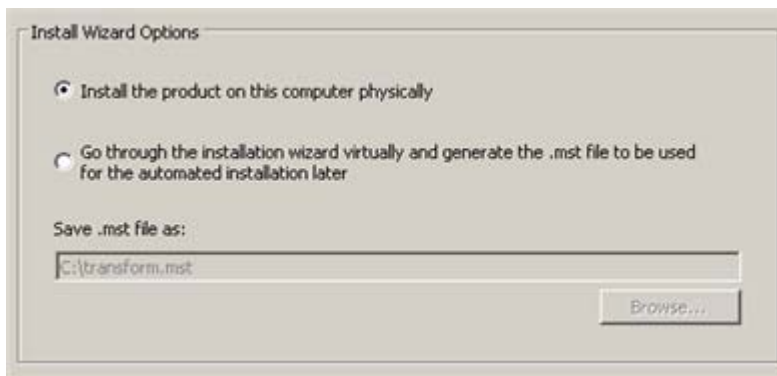 Install Wizard Options
Install the product on this computer physically
Go through the installation wizard virtually and generate the .mst file to be used
for the automated installation later
Save .mst file as:
C:\transform.mst
Browse...